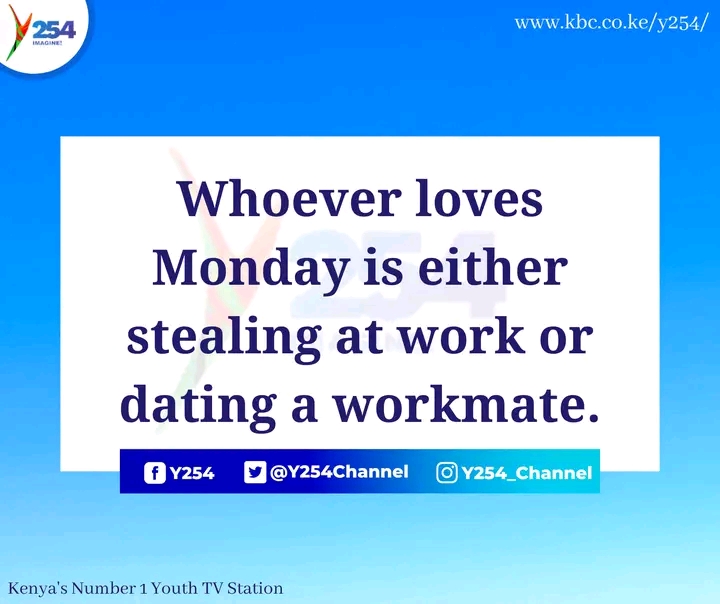 Y254
IMAGINE!
www.kbc.co.ke/y254/
Whoever loves
Monday is either
stealing at work or
dating a workmate.
Y254
@Y254Channel
Y254_Channel
Kenya's Number 1 Youth TV Station